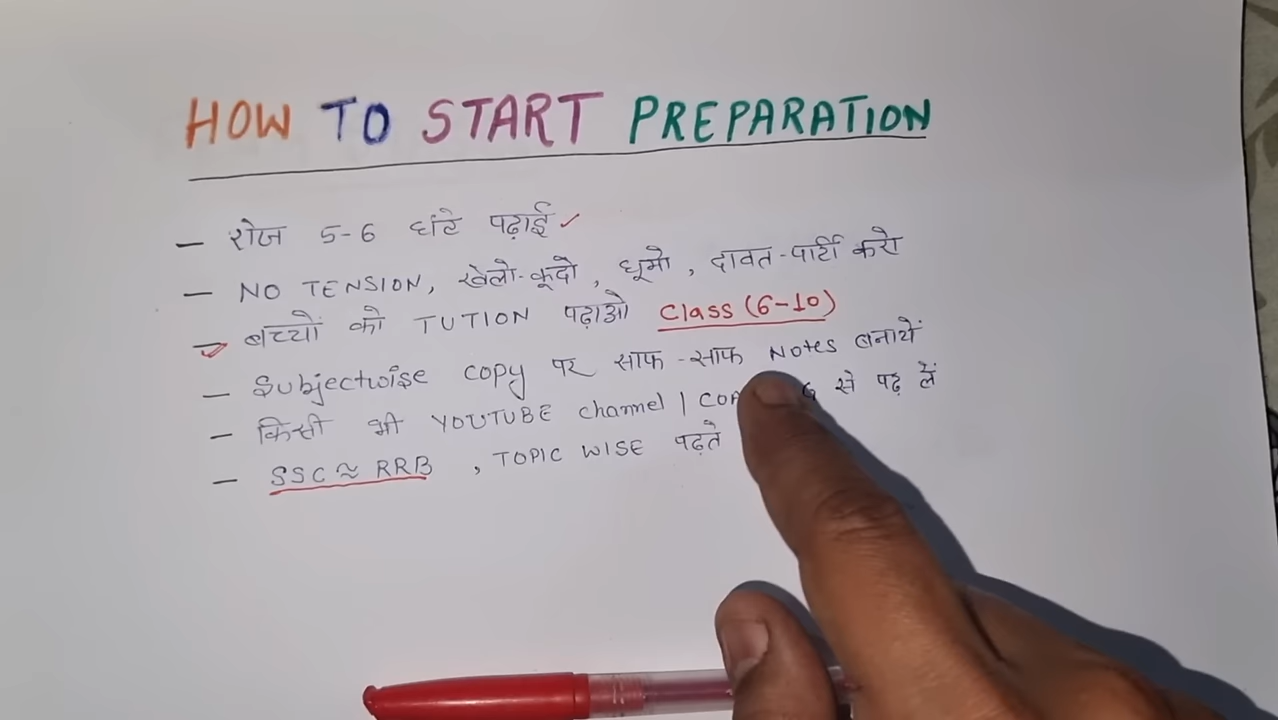 HOW TO START PREPARATION
- रोज 5-6 घंटे पढ़ाई ✓
- NO TENSION, खेलो-कूदो, घूमो, दावत-पार्टी करो
- बच्चों को TUTION पढ़ाओ Class (6-10)
- Subjectwise copy पर साफ-साफ Notes बनायें
- किसी भी YOUTUBE channel | से पढ़ लें
- SSC ≈ RRB , TOPIC WISE पढ़ते